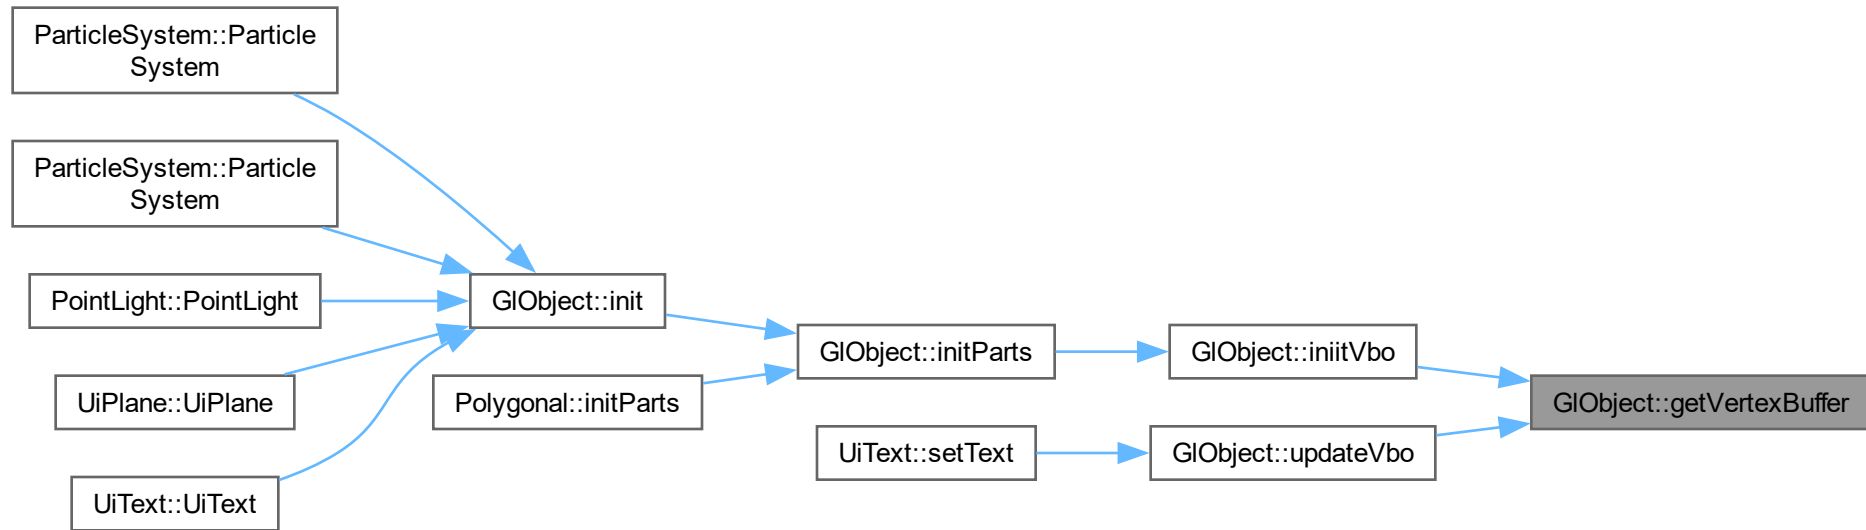 ParticleSystem::Particle
System
ParticleSystem::Particle
System
PointLight::PointLight
UiPlane::UiPlane
UiText::UiText
GlObject::init
Polygonal::initParts
GlObject::initParts
UiText::setText
GlObject::iniitVbo
GlObject::updateVbo
GlObject::getVertexBuffer